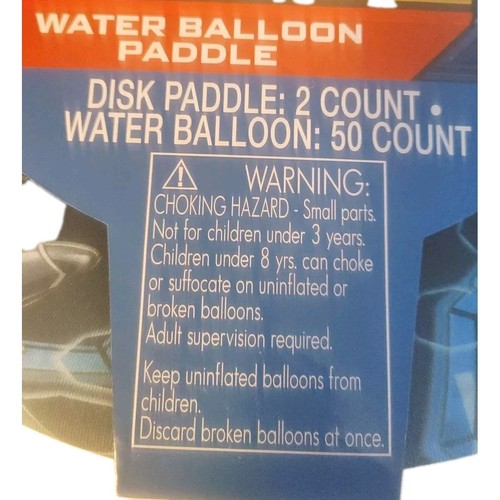 WATER BALLOON
PADDLE
DISK PADDLE: 2 COUNT •
WATER BALLOON: 50 COUNT
WARNING:
CHOKING HAZARD - Small parts.
Not for children under 3 years.
Children under 8 yrs. can choke
or suffocate on uninflated or
broken balloons.
Adult supervision required.
Keep uninflated balloons from
children.
Discard broken balloons at once.